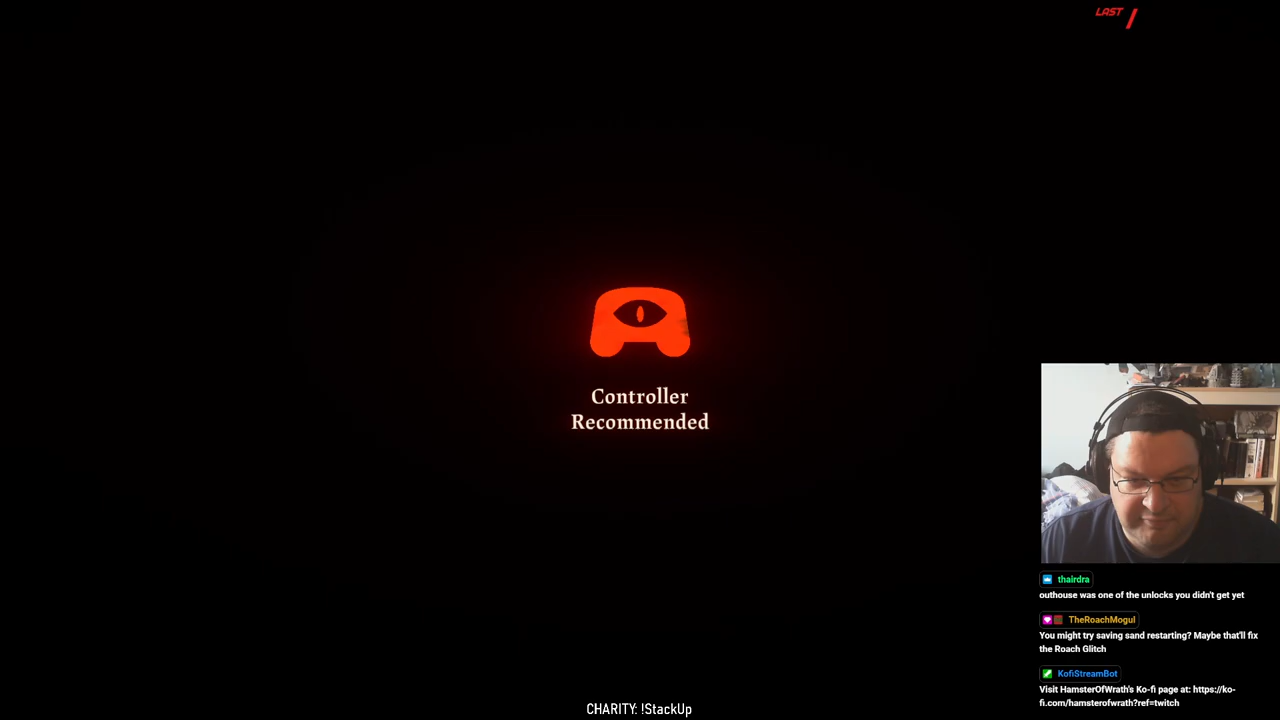 LAST
Controller
Recommended
thairdra
outhouse was one of the unlocks you didn't get yet
TheRoachMogul
You might try saving sand restarting? Maybe that'll fix
the Roach Glitch
KofiStreamBot
Visit HamsterOfWrath's Ko-fi page at: https://ko-
fi.com/hamsterofwrath?ref=twitch
CHARITY: !StackUp